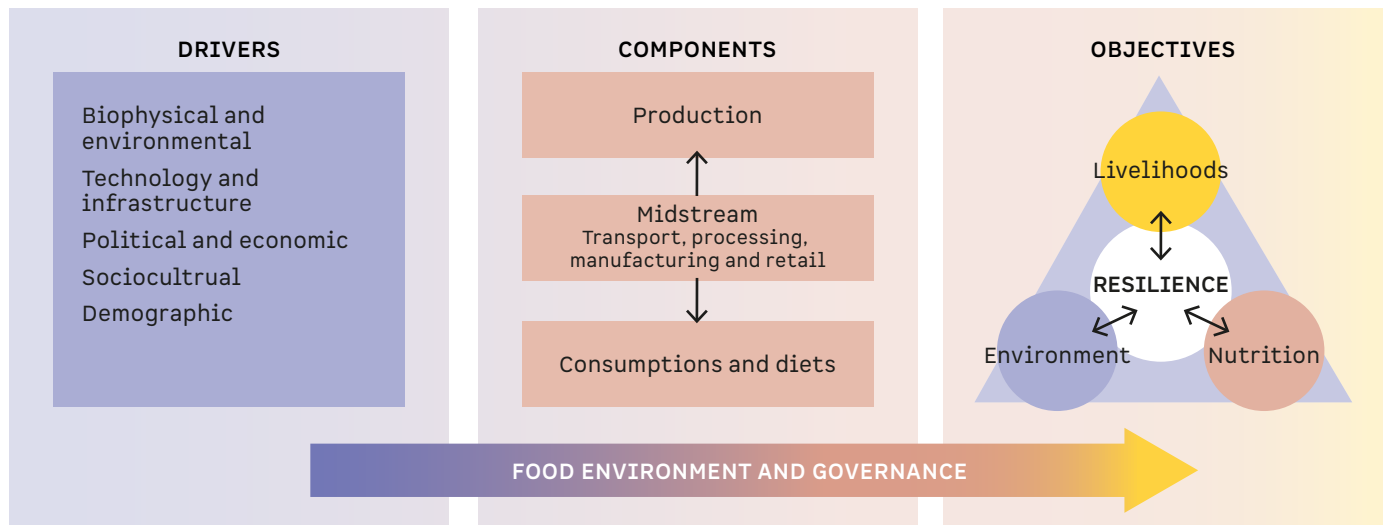 DRIVERS
Biophysical and
environmental
Technology and
infrastructure
Political and economic
Sociocultrual
Demographic
COMPONENTS
Production
Midstream
Transport, processing,
manufacturing and retail
Consumptions and diets
OBJECTIVES
Livelihoods
RESILIENCE
Environment
Nutrition
FOOD ENVIRONMENT AND GOVERNANCE